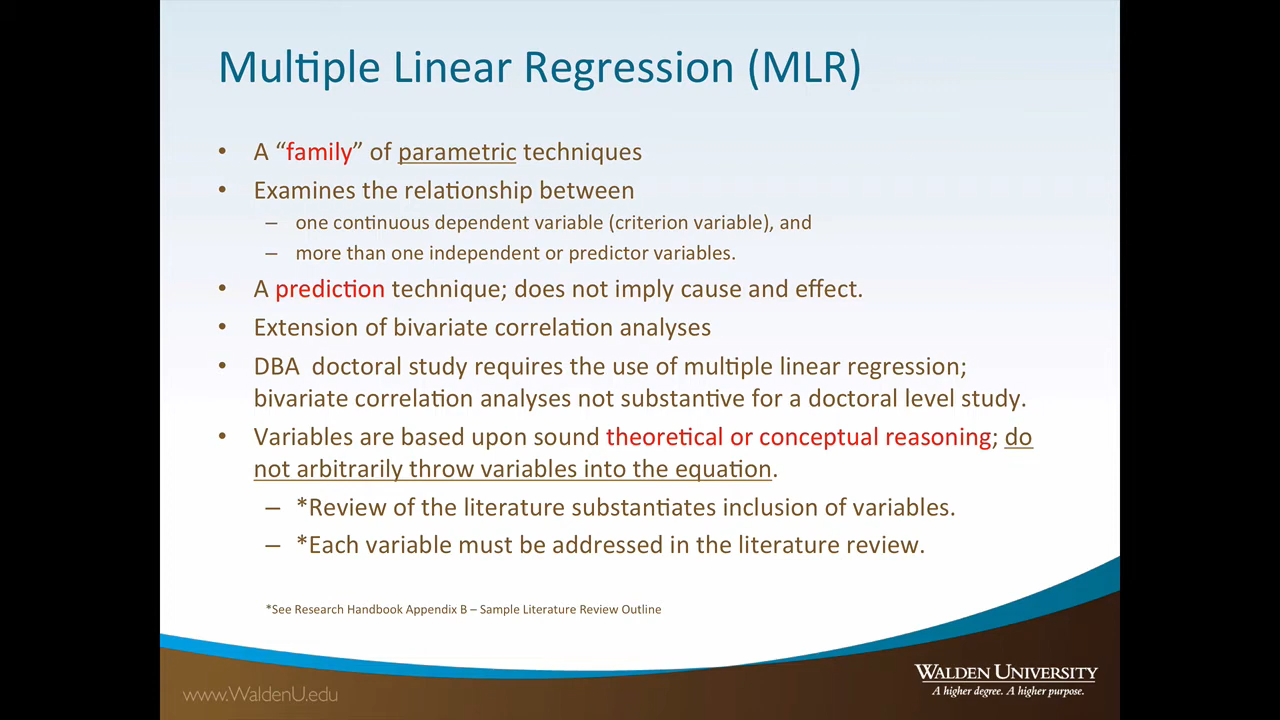 Multiple Linear Regression (MLR)
• A “family” of parametric techniques
• Examines the relationship between
– one continuous dependent variable (criterion variable), and
– more than one independent or predictor variables.
• A prediction technique; does not imply cause and effect.
• Extension of bivariate correlation analyses
• DBA  doctoral study requires the use of multiple linear regression;
bivariate correlation analyses not substantive for a doctoral level study.
• Variables are based upon sound theoretical or conceptual reasoning; do
not arbitrarily throw variables into the equation.
– *Review of the literature substantiates inclusion of variables.
– *Each variable must be addressed in the literature review.
*See Research Handbook Appendix B – Sample Literature Review Outline
WALDEN UNIVERSITY
A higher degree. A higher purpose.
www.WaldenU.edu